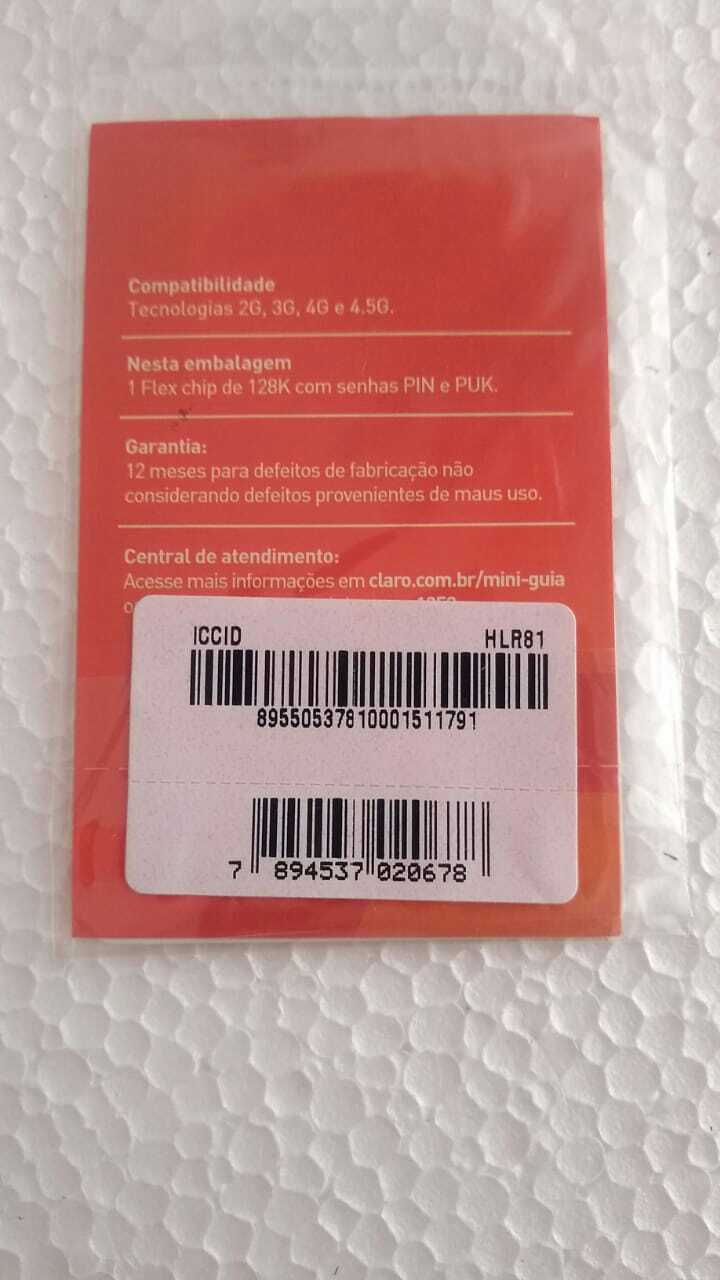 Compatibilidade
Tecnologias 2G, 3G, 4G e 4.5G.
Nesta embalagem
1 Flex chip de 128K com senhas PIN e PUK.
Garantia:
12 meses para defeitos de fabricação não
considerando defeitos provenientes de maus uso.
Central de atendimento:
Acesse mais informações em claro.com.br/mini-guia
ICCID HLR81
89550537810001511791
7 894537 020678